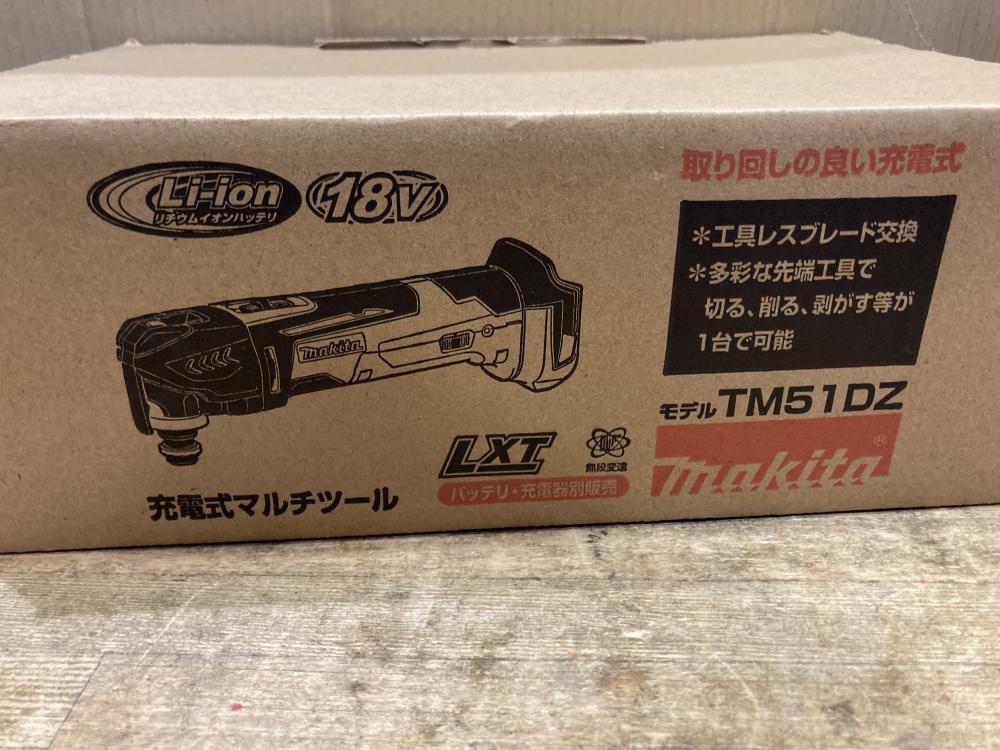 Li-ion
リチウムイオンバッテリ
18V
取り回しの良い充電式
＊工具レスブレード交換
＊多彩な先端工具で
切る、削る、剥がす等が
1台で可能
makita
モデル TM51DZ
LXT
無段変速
makita®
バッテリ・充電器別販売
充電式マルチツール